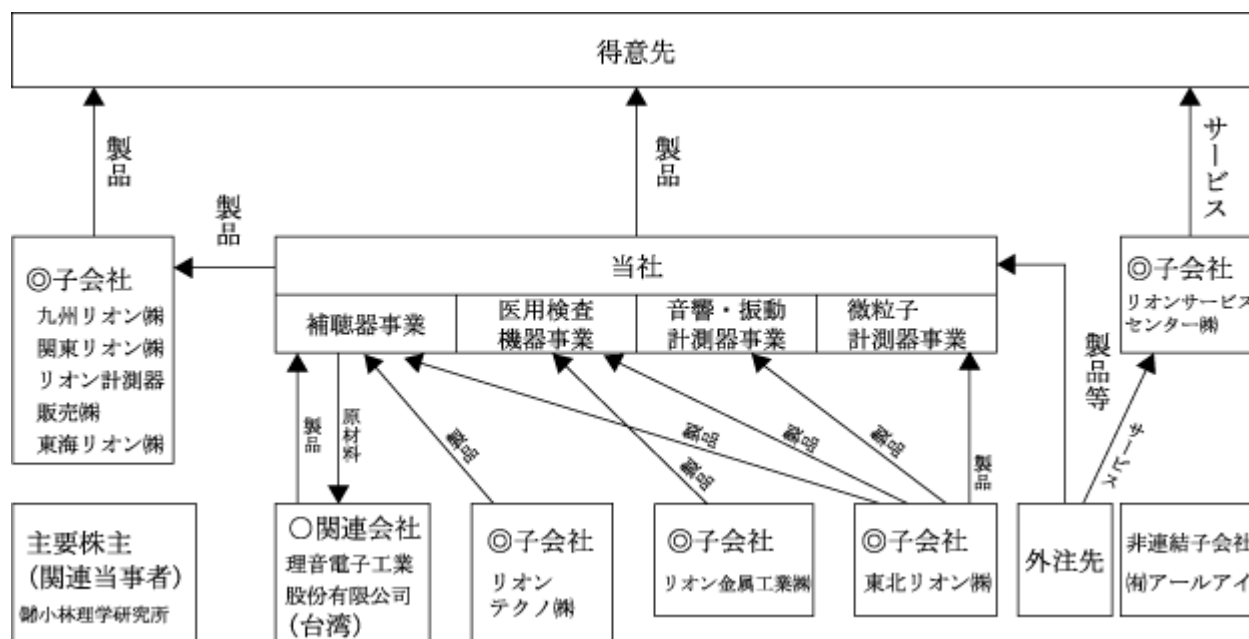 得意先
製品
製品
サービス
製品
◎子会社
九州リオン㈱
関東リオン㈱
リオン計測器
販売㈱
東海リオン㈱
当社
補聴器事業
医用検査
機器事業
音響・振動
計測器事業
微粒子
計測器事業
◎子会社
リオンサービス
センター㈱
製品
原材料
製品
製品
製品
製品
製品
製品
製品等
サービス
主要株主
(関連当事者)
㈶小林理学研究所
○関連会社
理音電子工業
股份有限公司
(台湾)
◎子会社
リオン
テクノ㈱
◎子会社
リオン金属工業㈱
◎子会社
東北リオン㈱
外注先
非連結子会社
㈲アールアイ